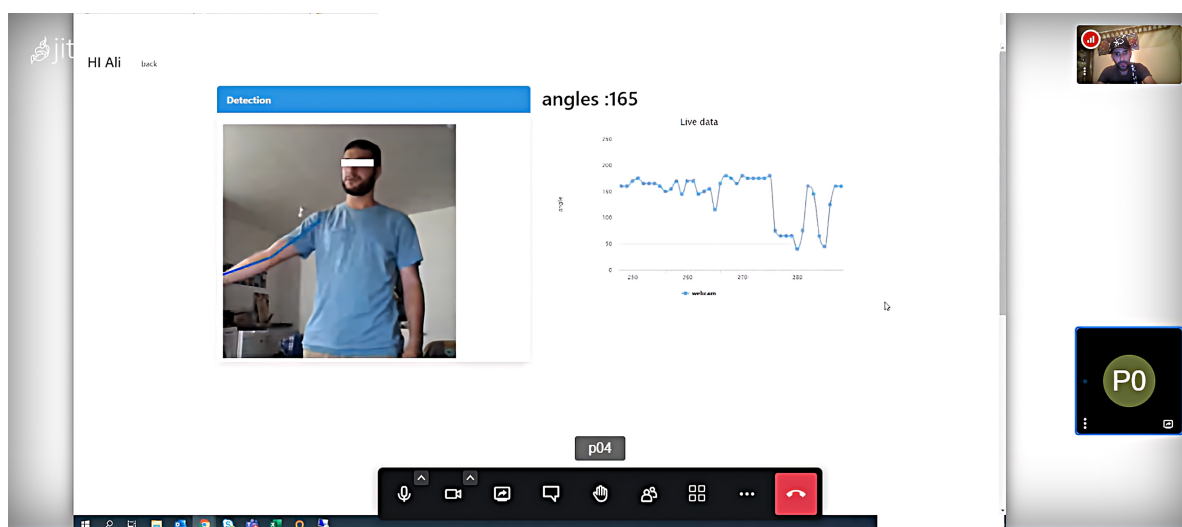 jit
HI Ali back
Detection
angles :165
Live data
250
200
150
100
50
0
angle
250 260 270 280
webcam
P0
p04